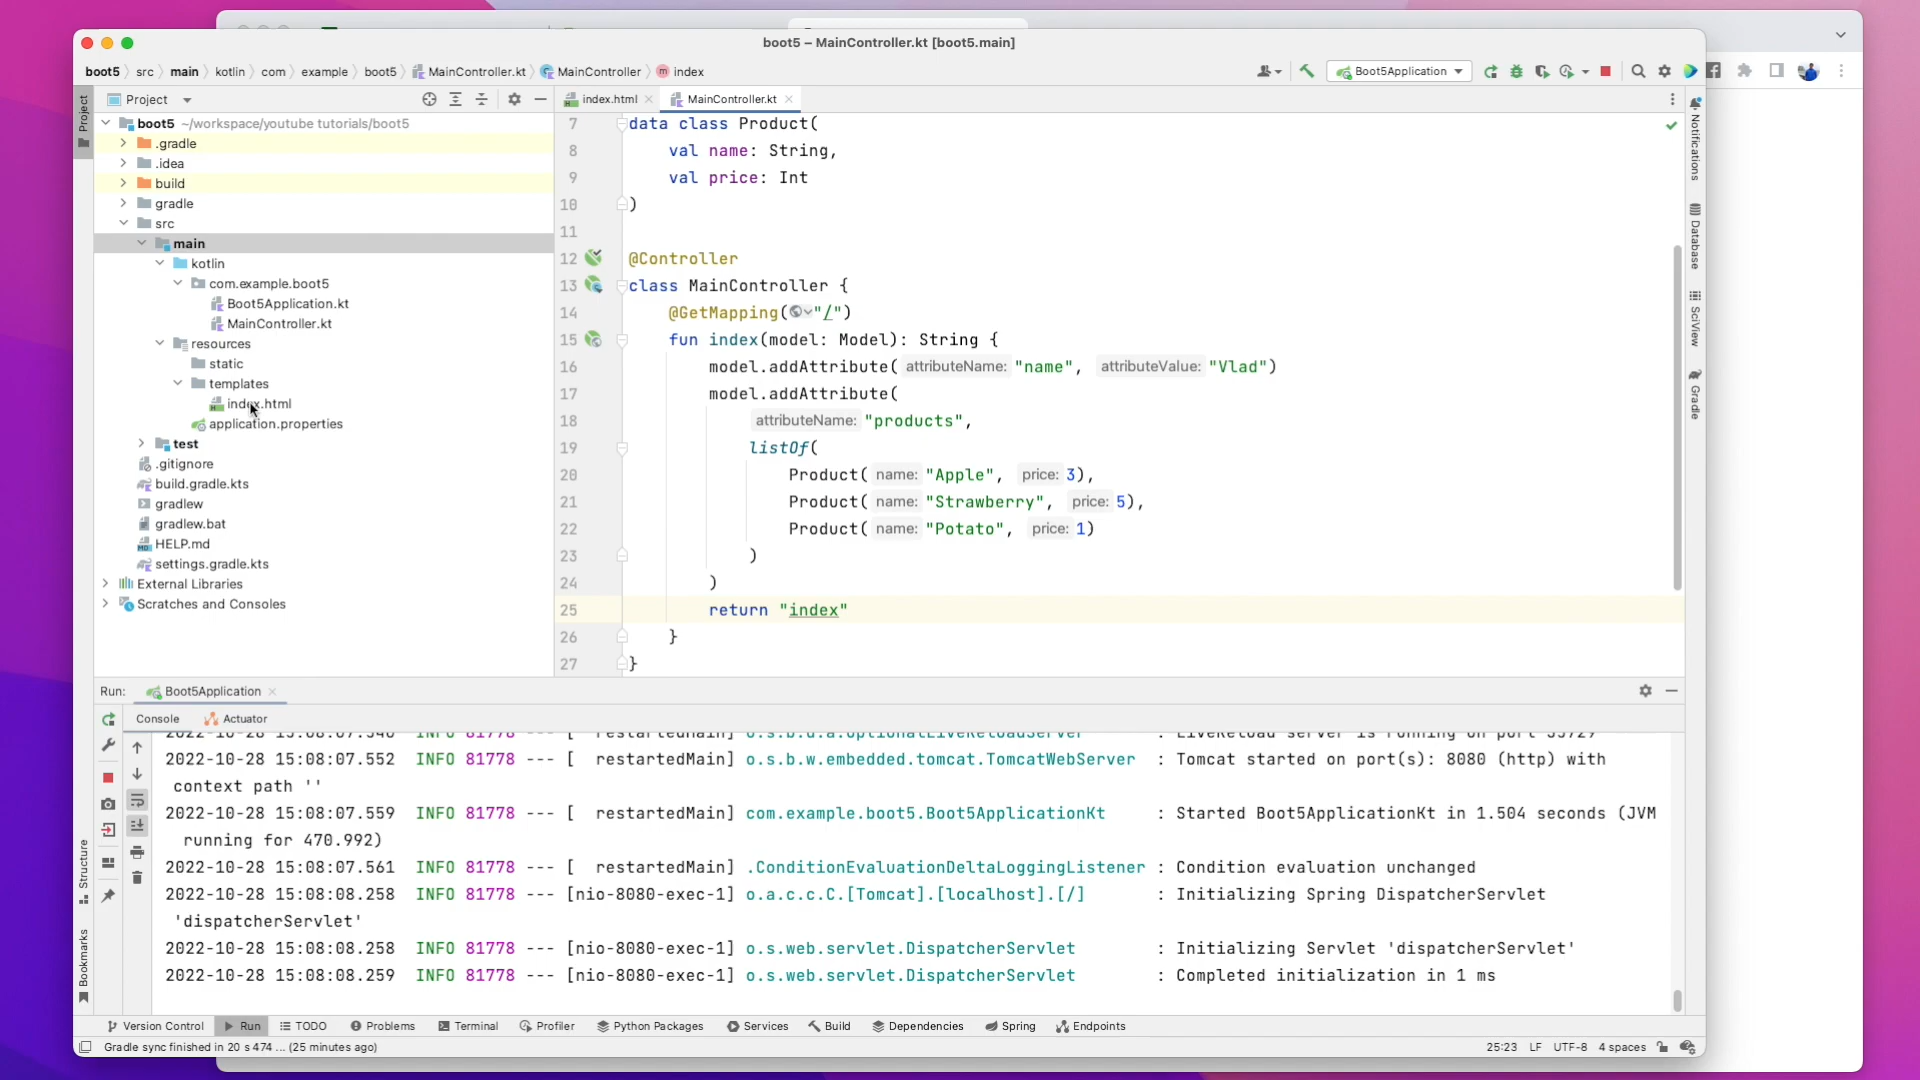 boot5 – MainController.kt [boot5.main]
boot5 src main kotlin com example boot5 MainController.kt MainController index
Boot5Application
Project
index.html
MainController.kt
Project
boot5 ~/workspace/youtube tutorials/boot5
.gradle
.idea
build
gradle
src
main
kotlin
com.example.boot5
Boot5Application.kt
MainController.kt
resources
static
templates
index.html
application.properties
test
.gitignore
build.gradle.kts
gradlew
gradlew.bat
HELP.md
settings.gradle.kts
External Libraries
Scratches and Consoles
7 data class Product(
8 val name: String,
9 val price: Int
10 )
11
12 @Controller
13 class MainController {
14 @GetMapping("/")
15 fun index(model: Model): String {
16 model.addAttribute( attributeName: "name", attributeValue: "Vlad")
17 model.addAttribute(
18 attributeName: "products",
19 listOf(
20 Product( name: "Apple", price: 3),
21 Product( name: "Strawberry", price: 5),
22 Product( name: "Potato", price: 1)
23 )
24 )
25 return "index"
26 }
27 }
Notifications
Database
SciView
Gradle
Structure
Bookmarks
Run: Boot5Application
Console Actuator
2022-10-28 15:08:07.552 INFO 81778 --- [ restartedMain] o.s.b.w.embedded.tomcat.TomcatWebServer : Tomcat started on port(s): 8080 (http) with
context path ''
2022-10-28 15:08:07.559 INFO 81778 --- [ restartedMain] com.example.boot5.Boot5ApplicationKt : Started Boot5ApplicationKt in 1.504 seconds (JVM
running for 470.992)
2022-10-28 15:08:07.561 INFO 81778 --- [ restartedMain] .ConditionEvaluationDeltaLoggingListener : Condition evaluation unchanged
2022-10-28 15:08:08.258 INFO 81778 --- [nio-8080-exec-1] o.a.c.c.C.[Tomcat].[localhost].[/] : Initializing Spring DispatcherServlet
'dispatcherServlet'
2022-10-28 15:08:08.258 INFO 81778 --- [nio-8080-exec-1] o.s.web.servlet.DispatcherServlet : Initializing Servlet 'dispatcherServlet'
2022-10-28 15:08:08.259 INFO 81778 --- [nio-8080-exec-1] o.s.web.servlet.DispatcherServlet : Completed initialization in 1 ms
Version Control Run TODO Problems Terminal Profiler Python Packages Services Build Dependencies Spring Endpoints
Gradle sync finished in 20 s 474 ... (25 minutes ago) 25:23 LF UTF-8 4 spaces